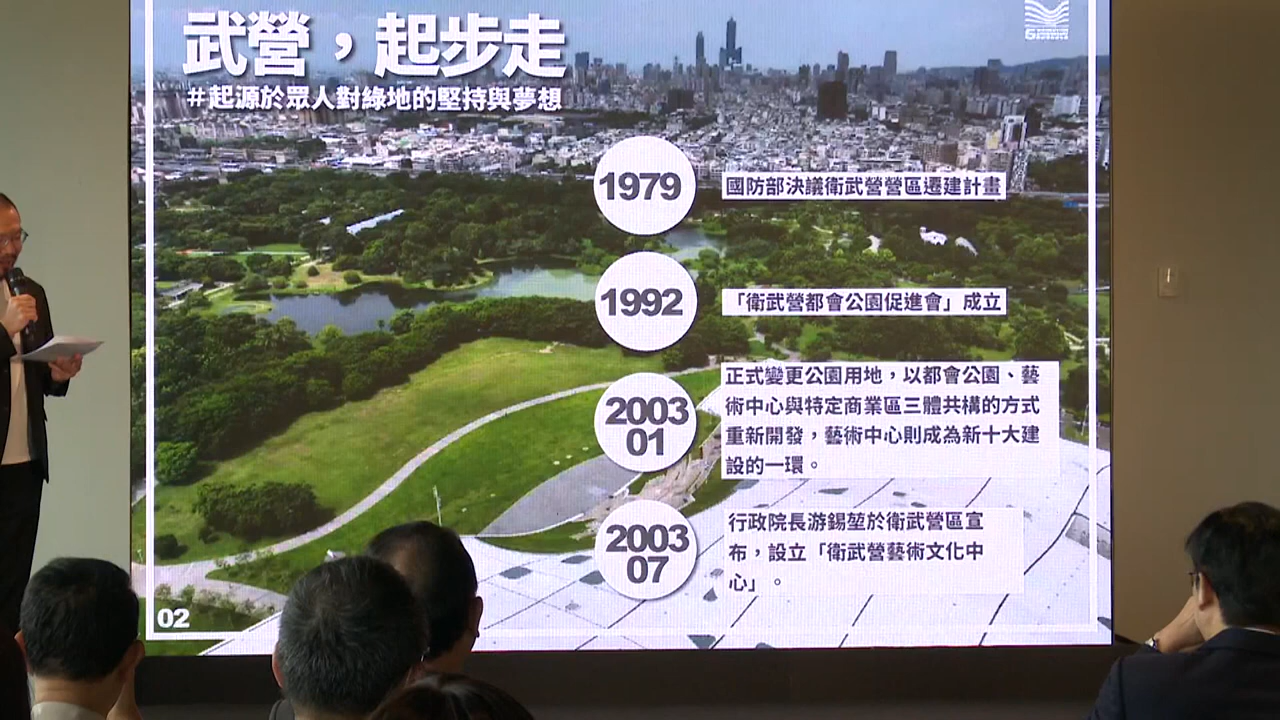 武營，起步走
#起源於眾人對綠地的堅持與夢想
1979
國防部決議衛武營營區遷建計畫
1992
「衛武營都會公園促進會」成立
2003
01
正式變更公園用地，以都會公園、藝
術中心與特定商業區三體共構的方式
重新開發，藝術中心則成為新十大建
設的一環。
2003
07
行政院長游錫堃於衛武營區宣
布，設立「衛武營藝術文化中
心」。
02